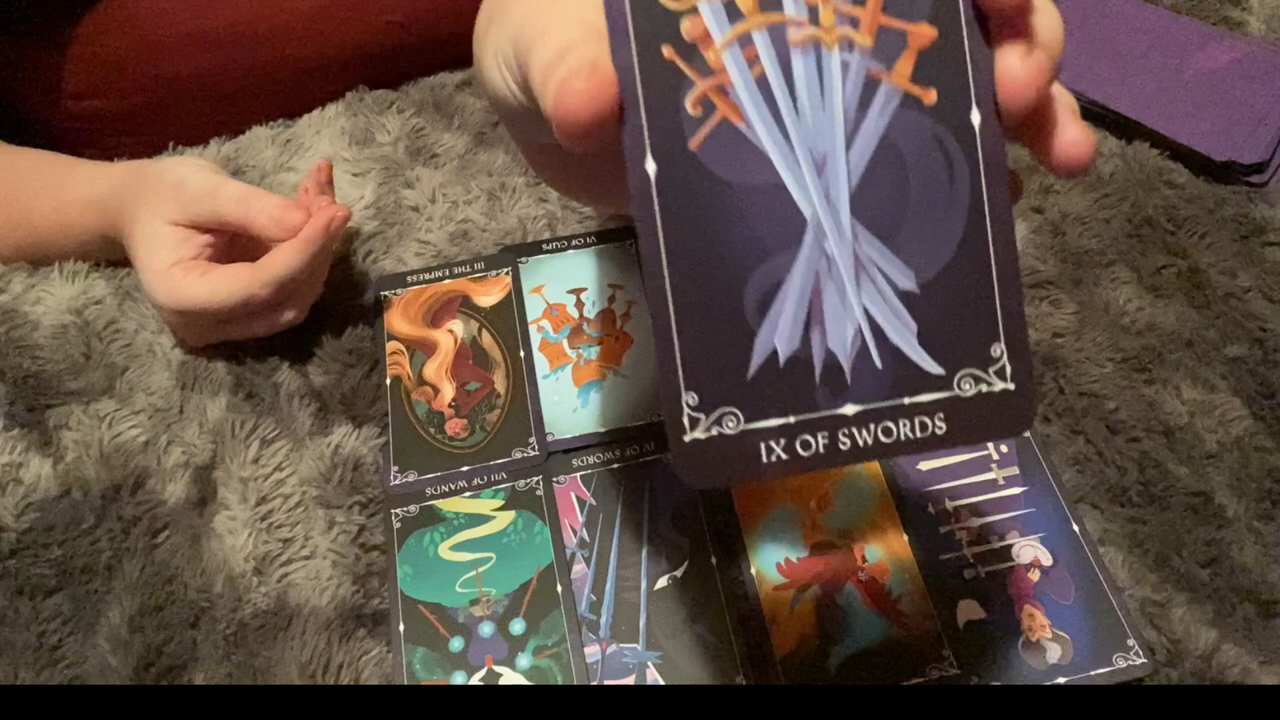 VI OF CUPS
III THE EMPRESS
IX OF SWORDS
IV OF SWORDS
VII OF WANDS